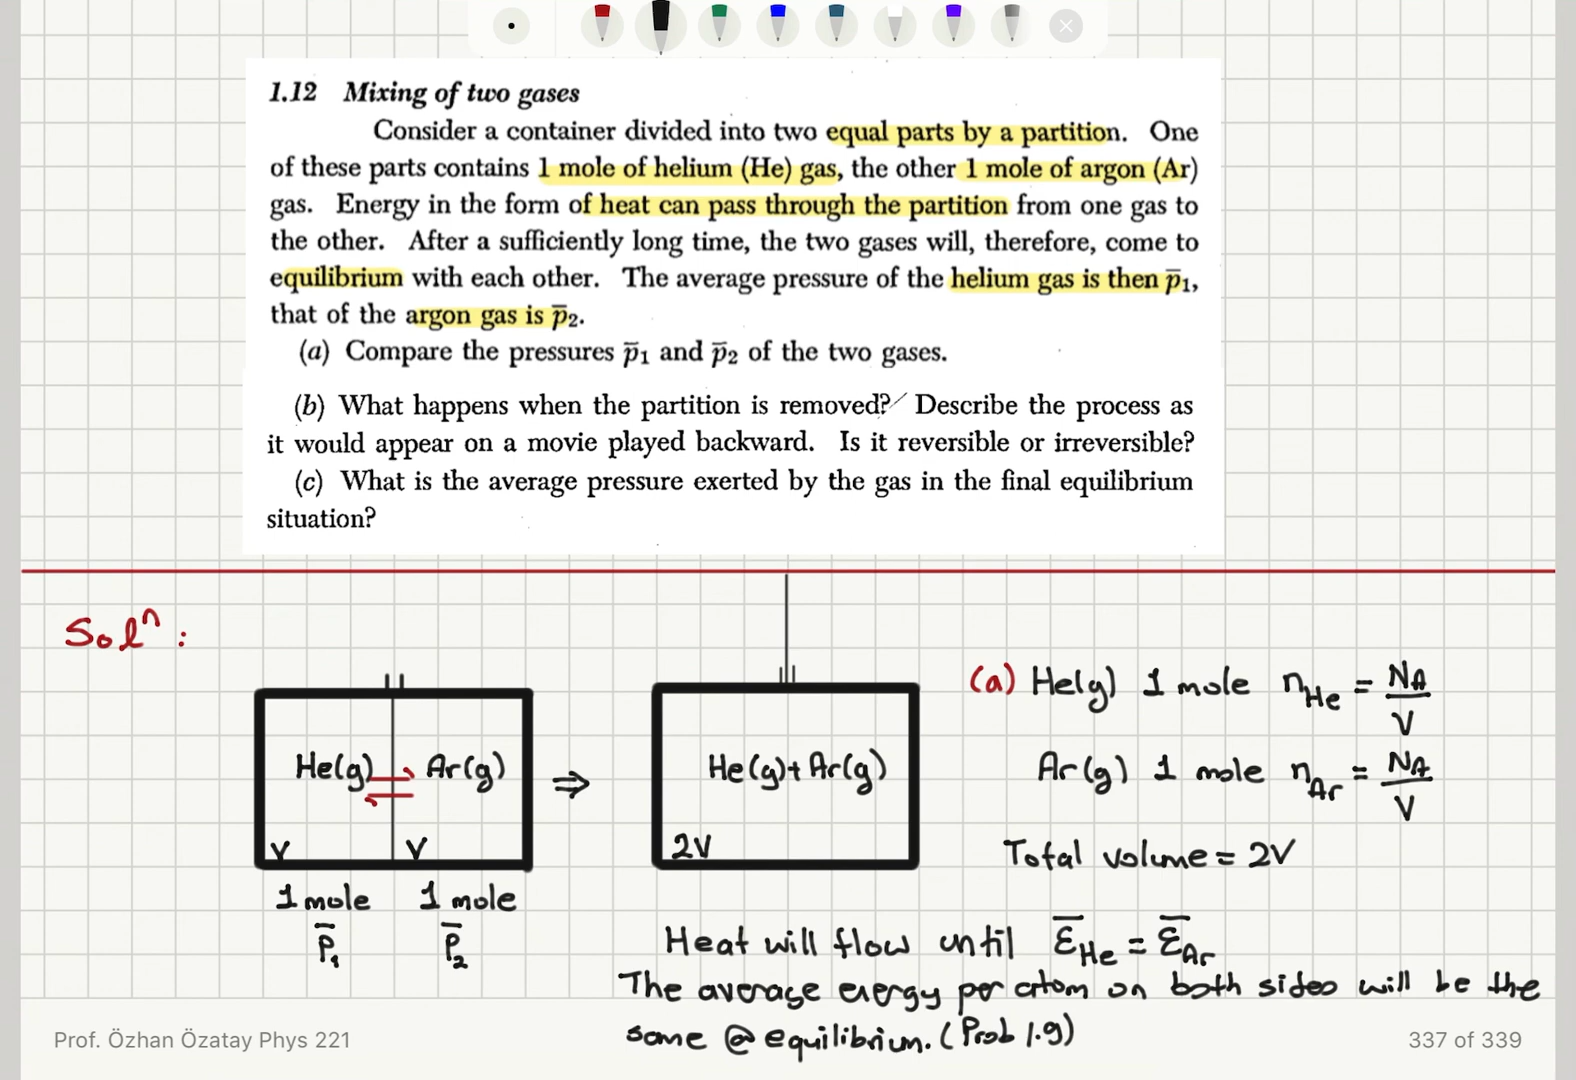 1.12 Mixing of two gases
Consider a container divided into two equal parts by a partition. One
of these parts contains 1 mole of helium (He) gas, the other 1 mole of argon (Ar)
gas. Energy in the form of heat can pass through the partition from one gas to
the other. After a sufficiently long time, the two gases will, therefore, come to
equilibrium with each other. The average pressure of the helium gas is then p̄₁,
that of the argon gas is p̄₂.
(a) Compare the pressures p̄₁ and p̄₂ of the two gases.
(b) What happens when the partition is removed? Describe the process as
it would appear on a movie played backward. Is it reversible or irreversible?
(c) What is the average pressure exerted by the gas in the final equilibrium
situation?
Solⁿ:
He(g) ⇌ Ar(g) ⇒
V V
1 mole 1 mole
P̄₁ P̄₂
He(g)+Ar(g)
2V
(a) He(g) 1 mole n_He = N_A/V
Ar(g) 1 mole n_Ar = N_A/V
Total volume = 2V
Heat will flow until ε̄_He = ε̄_Ar
The average energy per atom on both sides will be the
same @ equilibrium. (Prob 1.9)
Prof. Özhan Özatay Phys 221
337 of 339